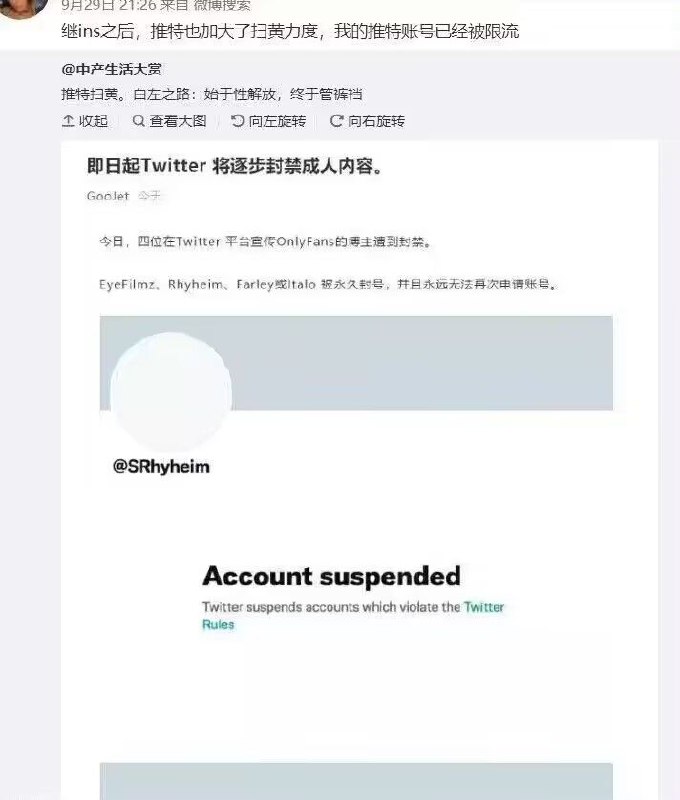 9月29日 21:26 来自 微博搜索
继ins之后，推特也加大了扫黄力度，我的推特账号已经被限流
@中产生活大赏
推特扫黄。白左之路：始于性解放，终于管裤裆
收起 查看大图 向左旋转 向右旋转
即日起Twitter 将逐步封禁成人内容。
GooJet 今天
今日，四位在Twitter 平台宣传OnlyFans的博主遭到封禁。
EyeFilmz、Rhyheim、Farley或Italo 被永久封号，并且永远无法再次申请账号。
@SRhyheim
Account suspended
Twitter suspends accounts which violate the Twitter
Rules